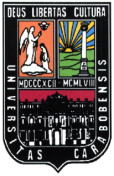 DEUS LIBERTAS CULTURA
MDCCCXCII - MCMLVIII
UNIVERSITAS CARABOBENSIS